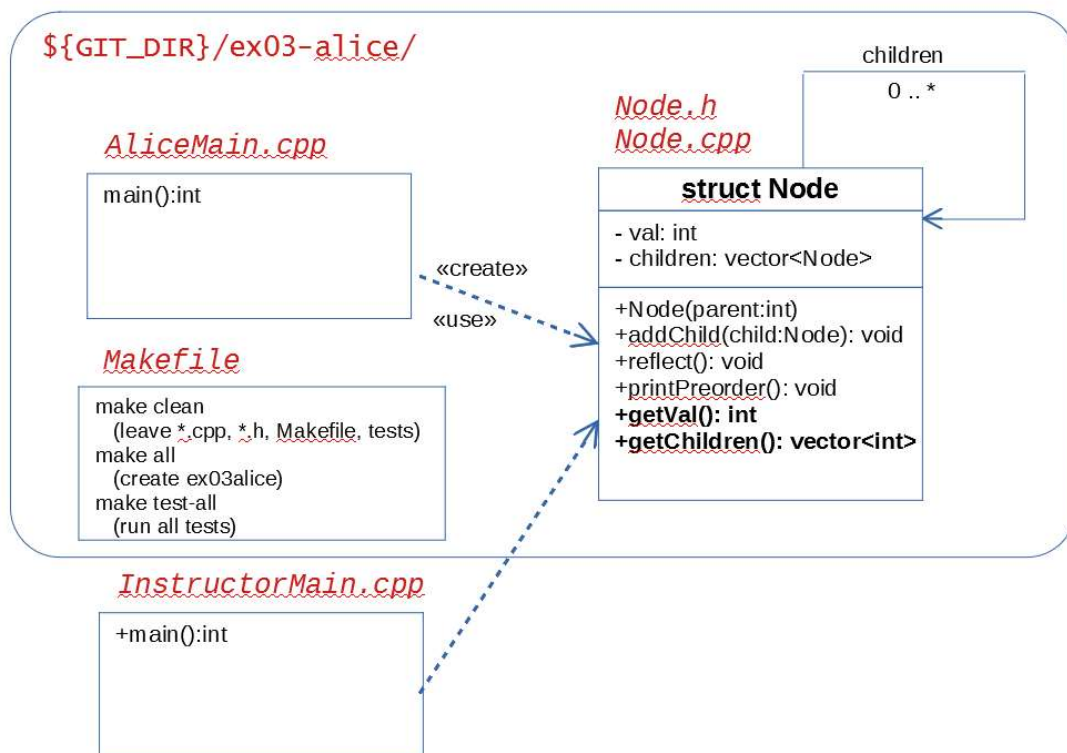 ${GIT_DIR}/ex03-alice/
children
0 .. *
Node.h
Node.cpp
AliceMain.cpp
main():int
struct Node
- val: int
- children: vector<Node>
«create»
«use»
+Node(parent:int)
+addChild(child:Node): void
+reflect(): void
+printPreorder(): void
+getVal(): int
+getChildren(): vector<int>
Makefile
make clean
(leave *.cpp, *.h, Makefile, tests)
make all
(create ex03alice)
make test-all
(run all tests)
InstructorMain.cpp
+main():int